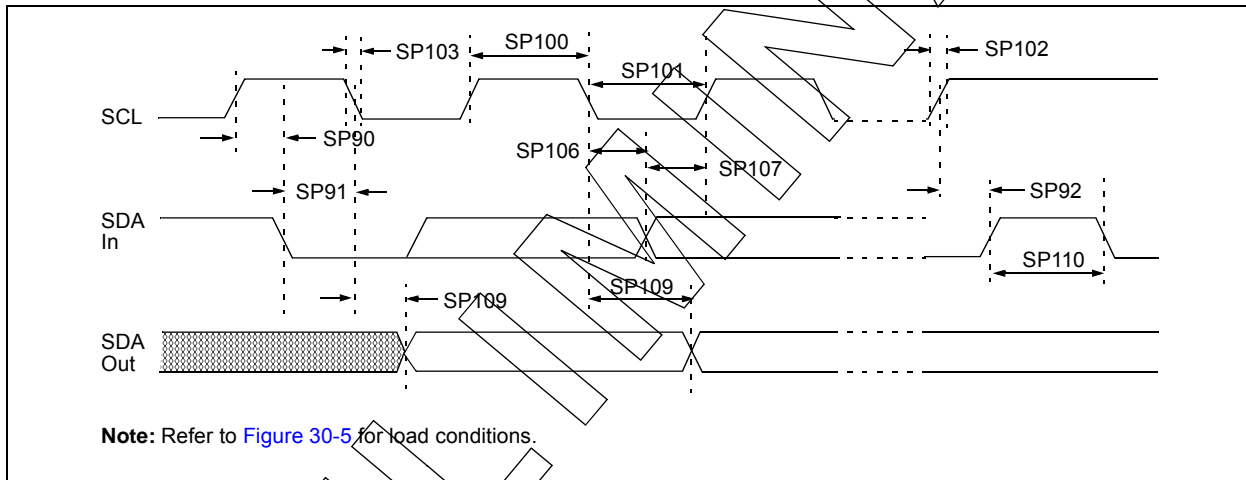 SP103
SP100
SP102
SP101
SCL
SP90
SP106
SP107
SP91
SP92
SDA
In
SP110
SP109
SP109
SDA
Out
Note: Refer to Figure 30-5 for load conditions.